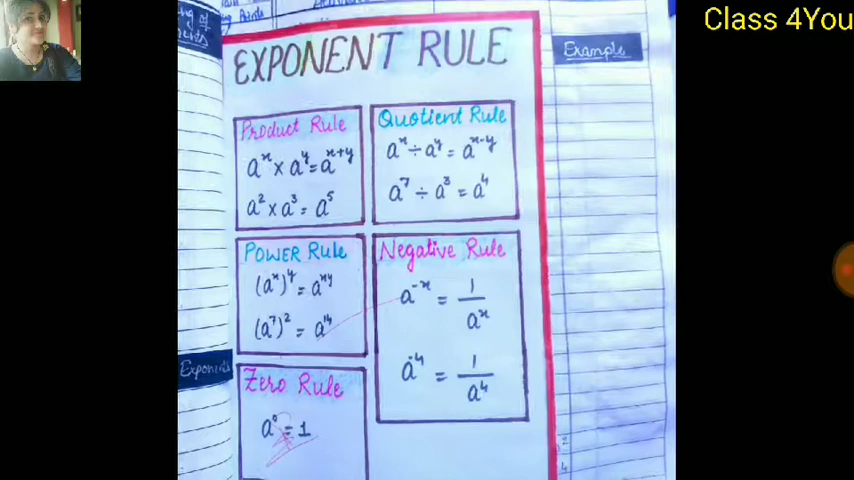 Class 4You
Points
Example
EXPONENT RULE
Product Rule
aˣ × aʸ = aˣ⁺ʸ
a² × a³ = a⁵
Quotient Rule
aˣ ÷ aʸ = aˣ⁻ʸ
a⁷ ÷ a³ = a⁴
POWER Rule
(aˣ)ʸ = aˣʸ
(a⁷)² = a¹⁴
Negative Rule
a⁻ˣ = 1/aˣ
a⁻⁴ = 1/a⁴
Exponents
Zero Rule
a⁰ = 1